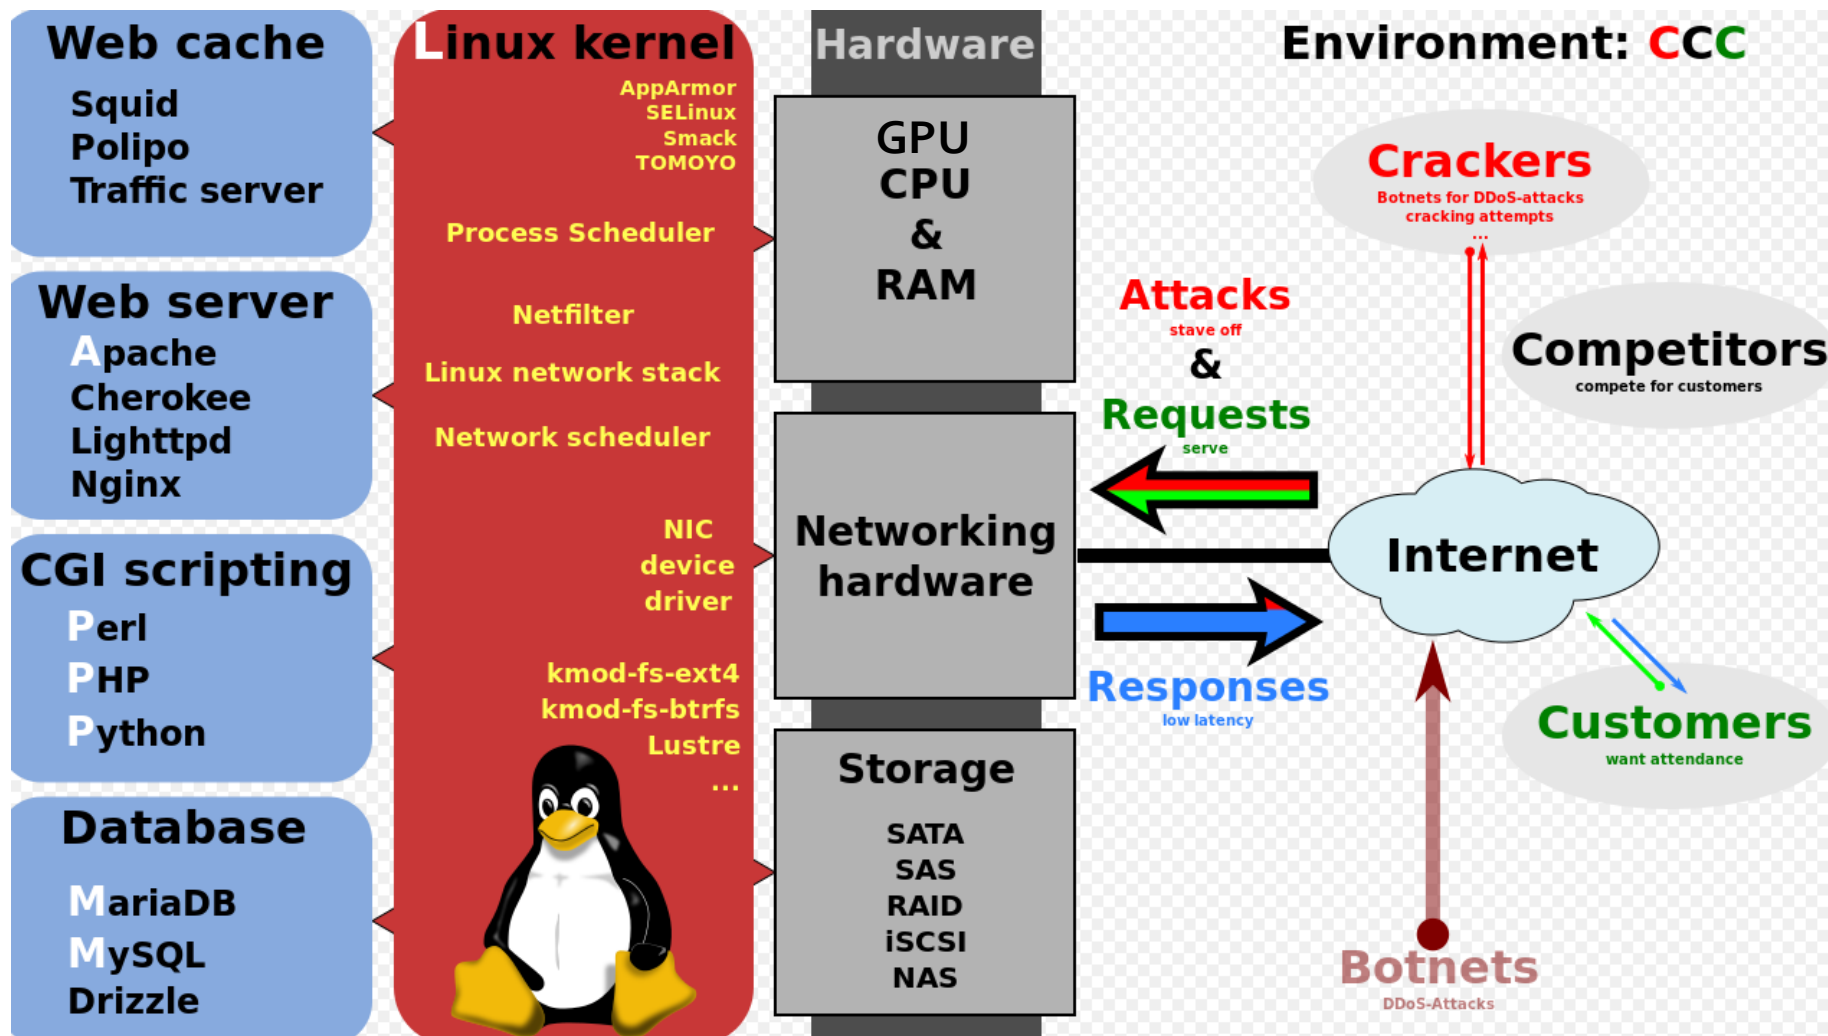 Web cache
Squid
Polipo
Traffic server
Web server
Apache
Cherokee
Lighttpd
Nginx
CGI scripting
Perl
PHP
Python
Database
MariaDB
MySQL
Drizzle
Linux kernel
AppArmor
SELinux
Smack
TOMOYO
Process Scheduler
Netfilter
Linux network stack
Network scheduler
NIC
device
driver
kmod-fs-ext4
kmod-fs-btrfs
Lustre
...
Hardware
GPU
CPU
&
RAM
Networking
hardware
Storage
SATA
SAS
RAID
iSCSI
NAS
Attacks
stave off
&
Requests
serve
Responses
low latency
Environment: CCC
Crackers
Botnets for DDoS-attacks
cracking attempts
...
Competitors
compete for customers
Internet
Customers
want attendance
Botnets
DDoS-Attacks